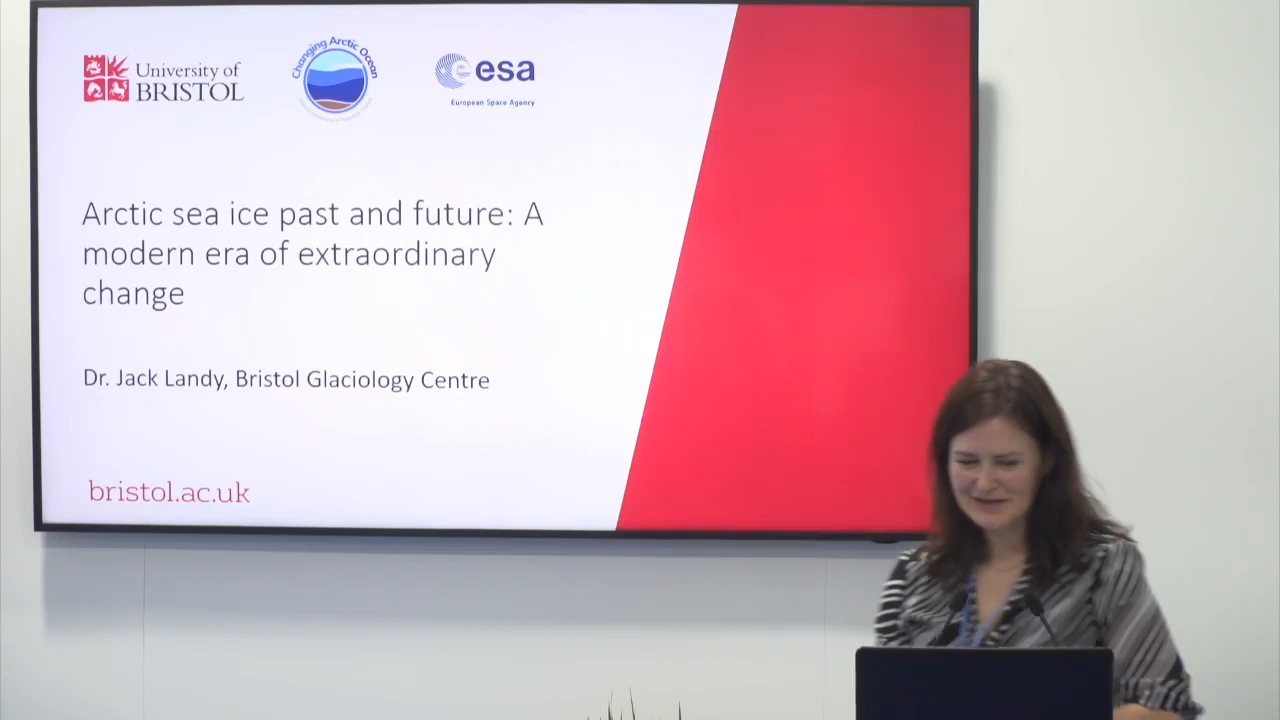 University of
BRISTOL
Changing Arctic Ocean
esa
European Space Agency
Arctic sea ice past and future: A
modern era of extraordinary
change
Dr. Jack Landy, Bristol Glaciology Centre
bristol.ac.uk